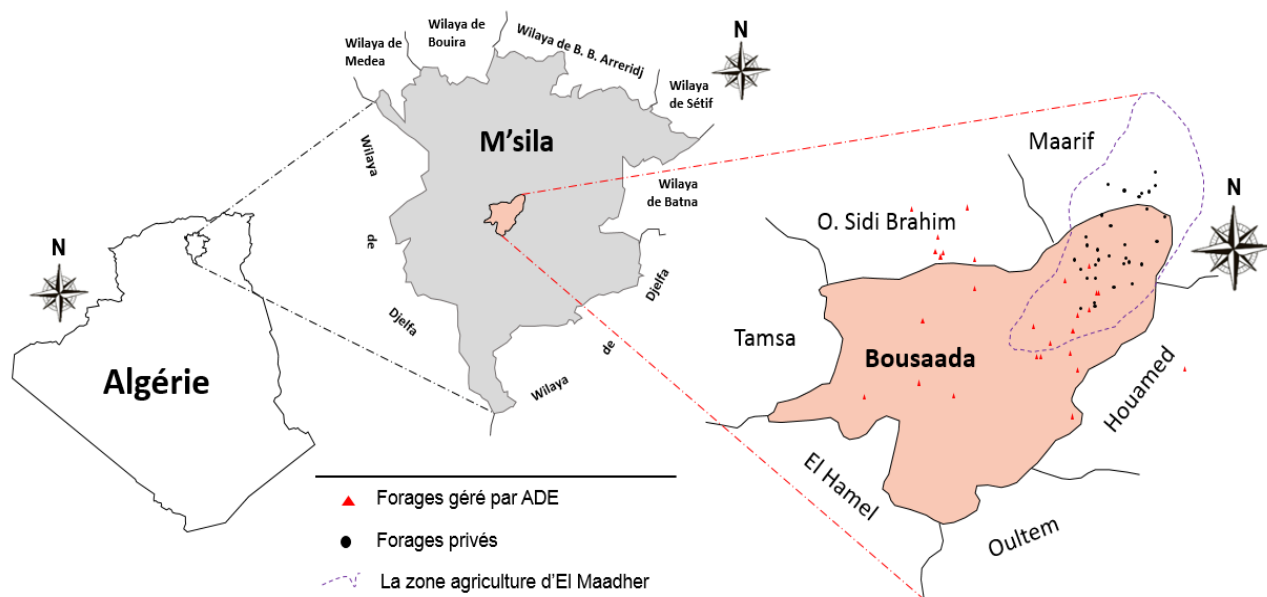 N
Algérie
Wilaya de
Medea
Wilaya de
Bouira
Wilaya de B. B. Arreridj
N
Wilaya
de Sétif
M'sila
Wilaya
de
Djelfa
Wilaya
de Batna
Wilaya
de
Djelfa
Maarif
N
O. Sidi Brahim
Tamsa
Bousaada
Houamed
El Hamel
Oultem
Forages géré par ADE
Forages privés
La zone agriculture d'El Maadher